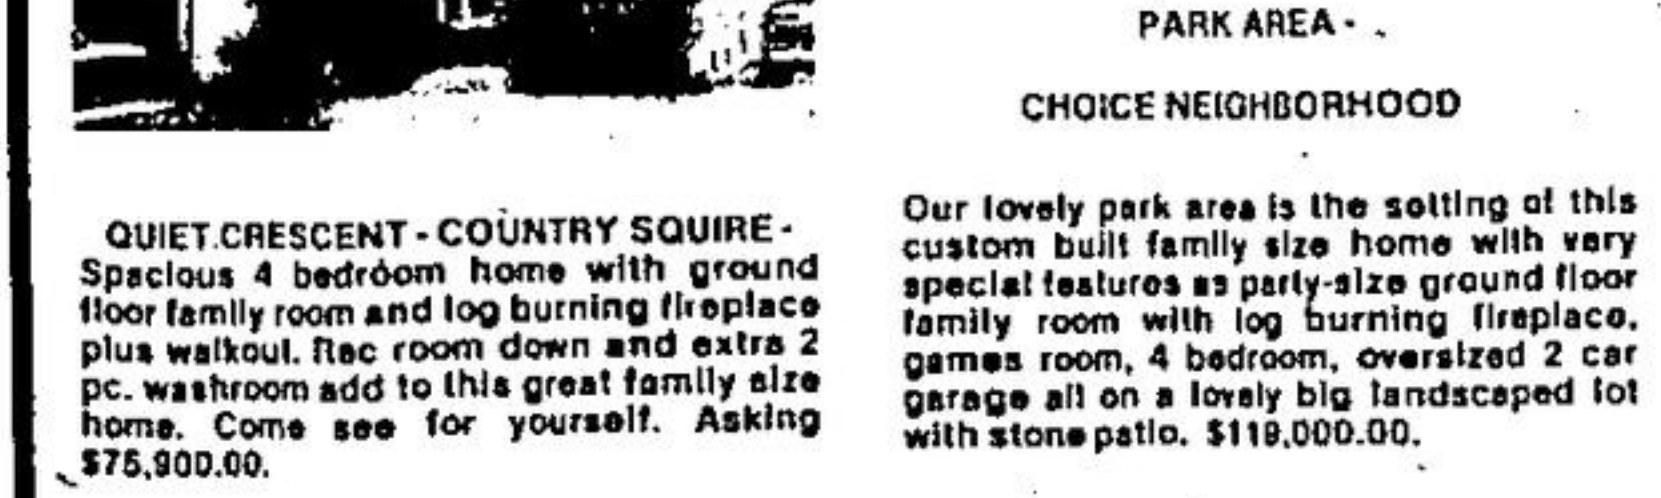 QUIET CRESCENT - COUNTRY SQUIRE -
Spacious 4 bedroom home with ground
floor family room and log burning fireplace
plus walkout. Rec room down and extra 2
pc. washroom add to this great family size
home. Come see for yourself. Asking
$75,900.00.
PARK AREA -
CHOICE NEIGHBORHOOD
Our lovely park area is the setting of this
custom built family size home with very
special features as party-size ground floor
family room with log burning fireplace,
games room, 4 bedroom, oversized 2 car
garage all on a lovely big landscaped lot
with stone patio. $119,000.00.